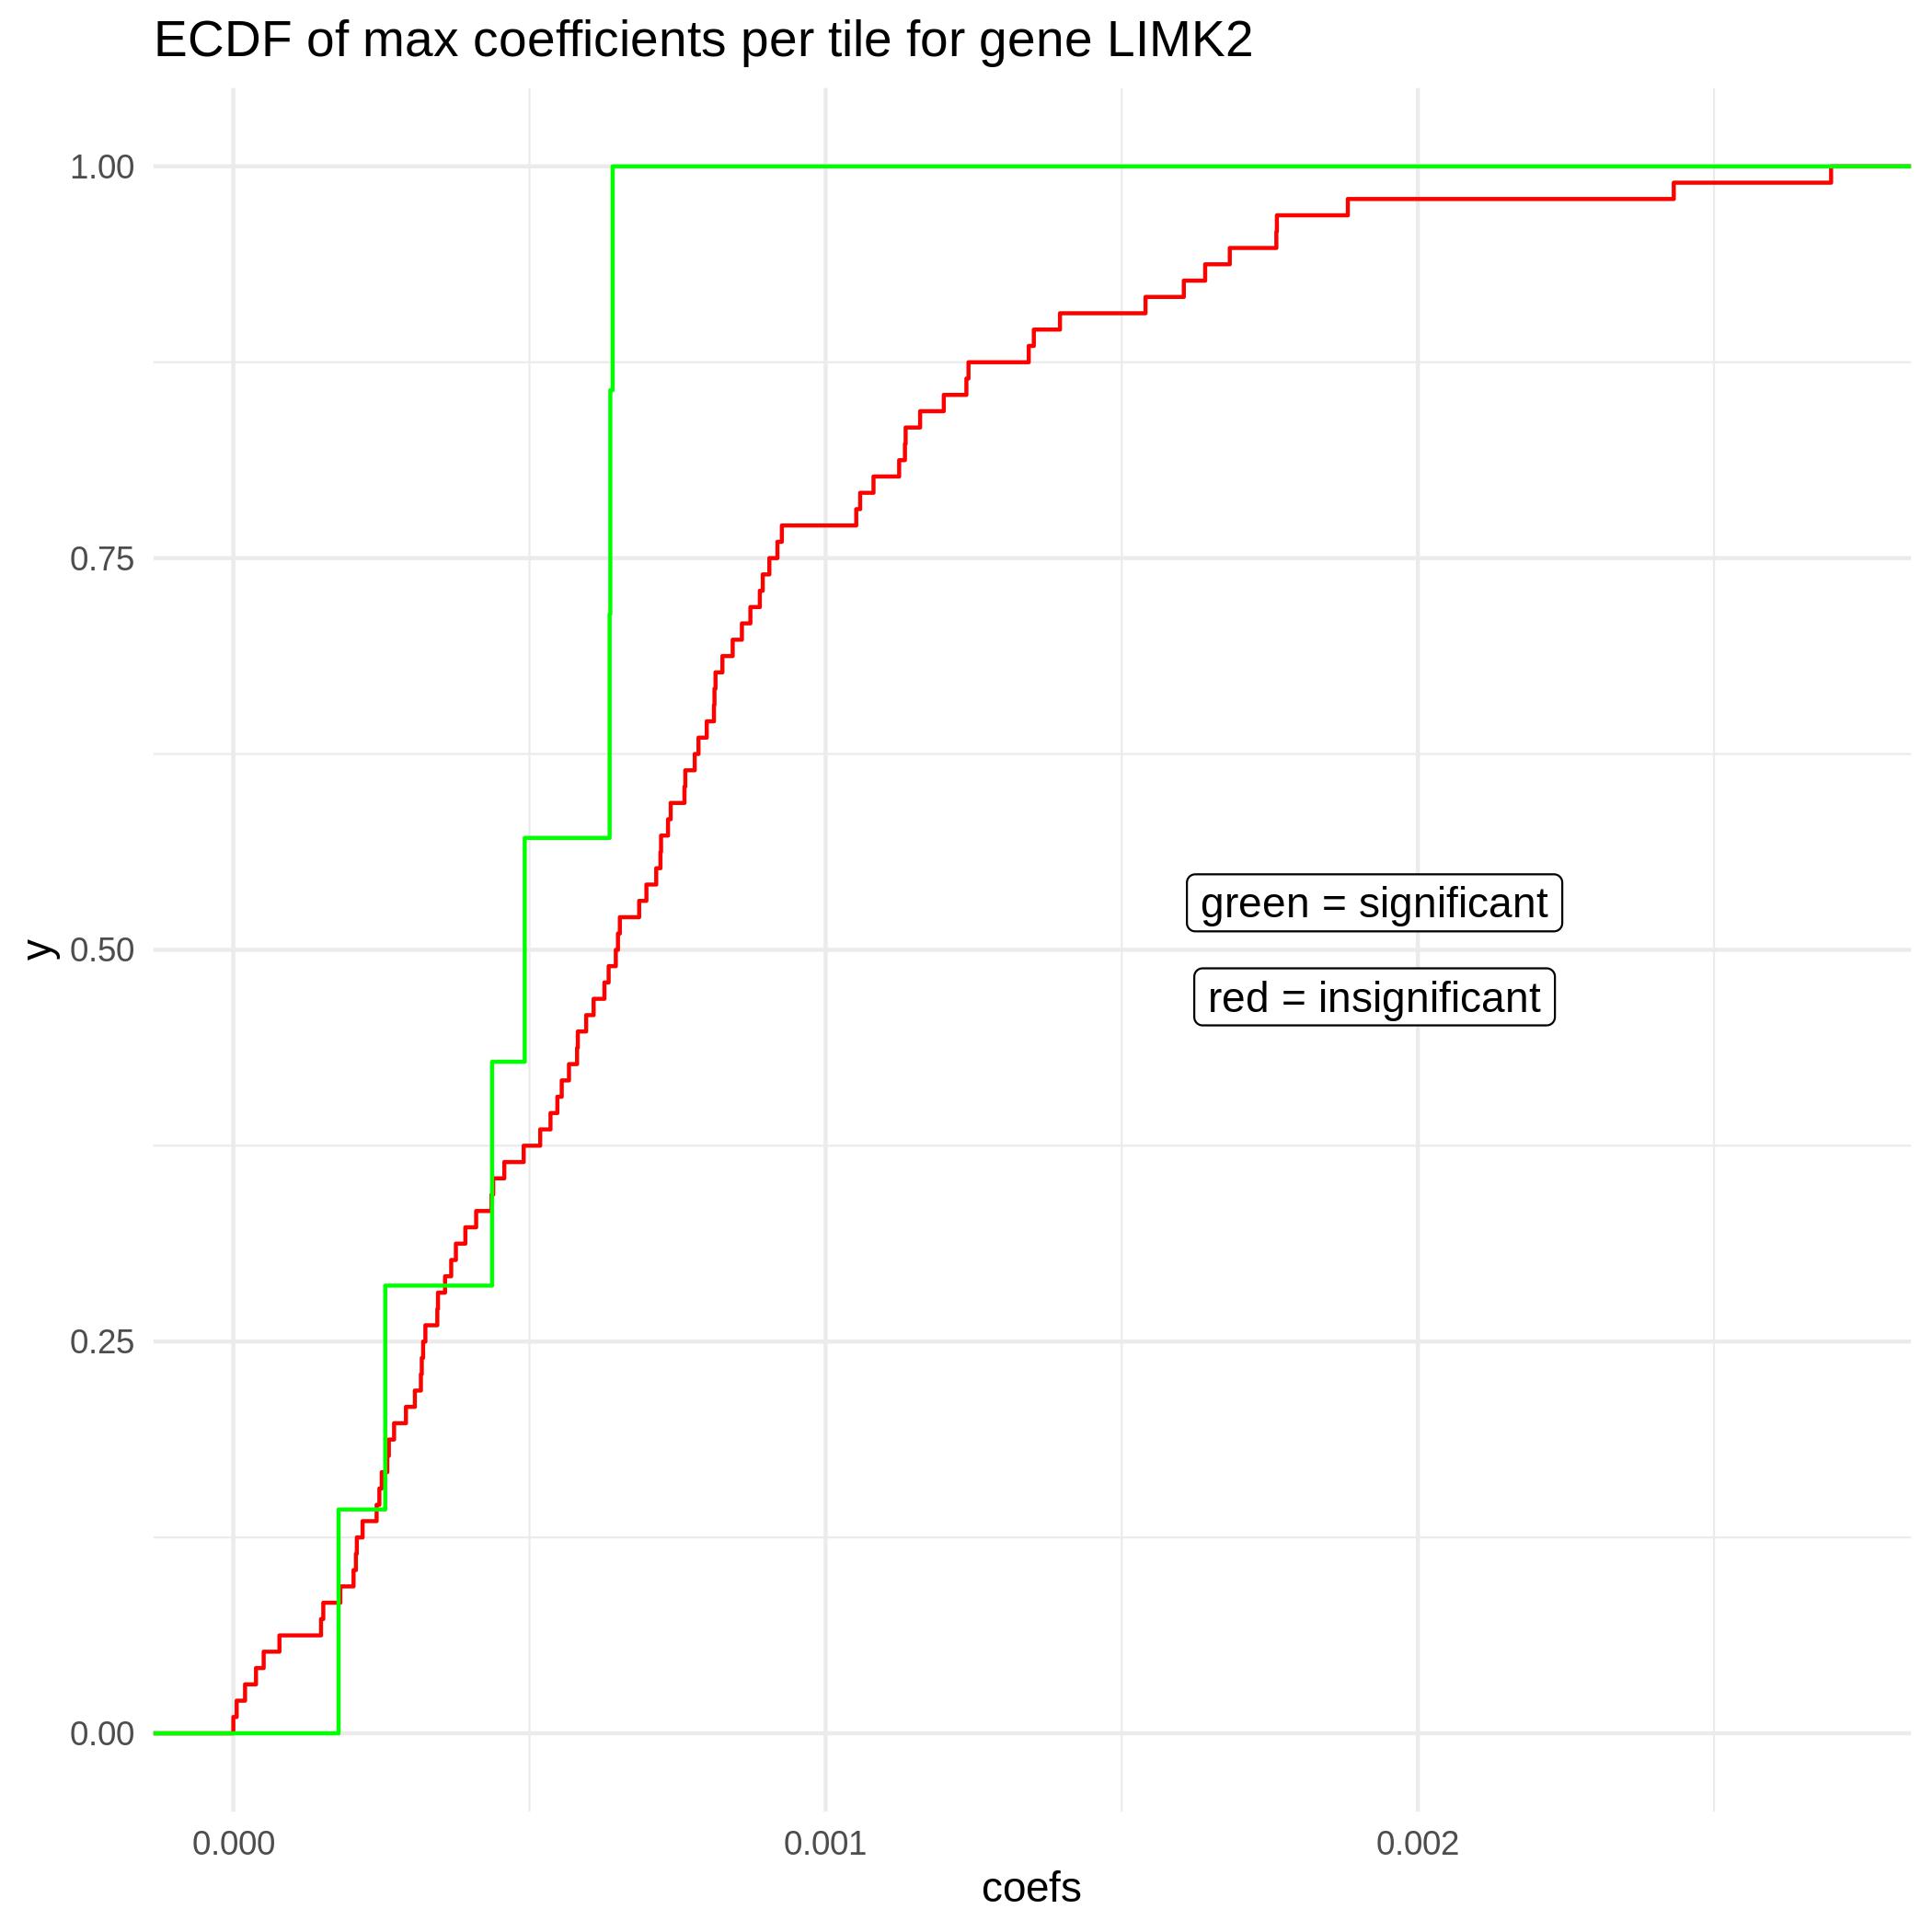 ECDF of max coefficients per tile for gene LIMK2
1.00
0.75
0.50
0.25
0.00
y
green = significant
red = insignificant
0.000
0.001
0.002
coefs